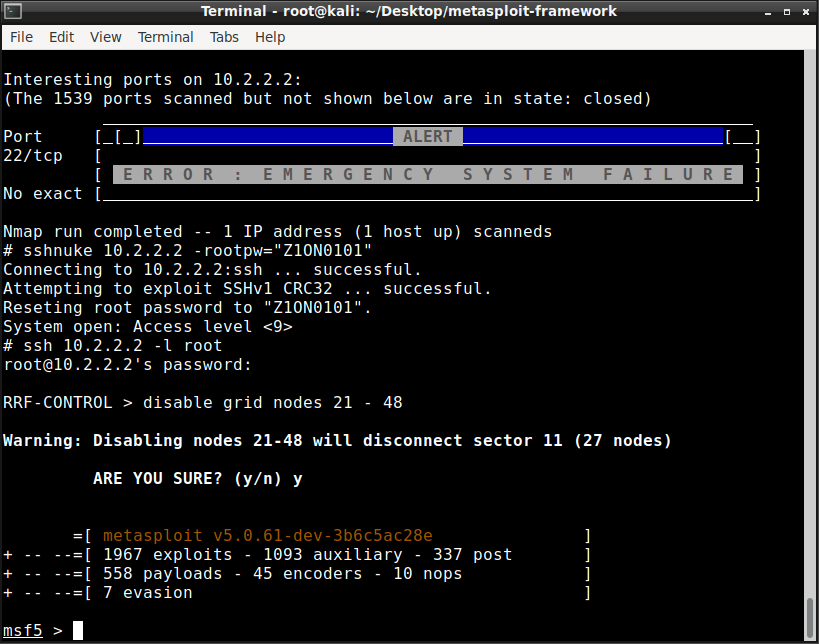 Terminal - root@kali: ~/Desktop/metasploit-framework
File Edit View Terminal Tabs Help
Interesting ports on 10.2.2.2:
(The 1539 ports scanned but not shown below are in state: closed)
Port [_[_] ALERT [__]
22/tcp [ ]
[ E R R O R : E M E R G E N C Y S Y S T E M F A I L U R E ]
No exact [ ]
Nmap run completed -- 1 IP address (1 host up) scanneds
# sshnuke 10.2.2.2 -rootpw="Z1ON0101"
Connecting to 10.2.2.2:ssh ... successful.
Attempting to exploit SSHv1 CRC32 ... successful.
Reseting root password to "Z1ON0101".
System open: Access level <9>
# ssh 10.2.2.2 -l root
root@10.2.2.2's password:
RRF-CONTROL > disable grid nodes 21 - 48
Warning: Disabling nodes 21-48 will disconnect sector 11 (27 nodes)
ARE YOU SURE? (y/n) y
=[ metasploit v5.0.61-dev-3b6c5ac28e ]
+ -- --=[ 1967 exploits - 1093 auxiliary - 337 post ]
+ -- --=[ 558 payloads - 45 encoders - 10 nops ]
+ -- --=[ 7 evasion ]
msf5 >